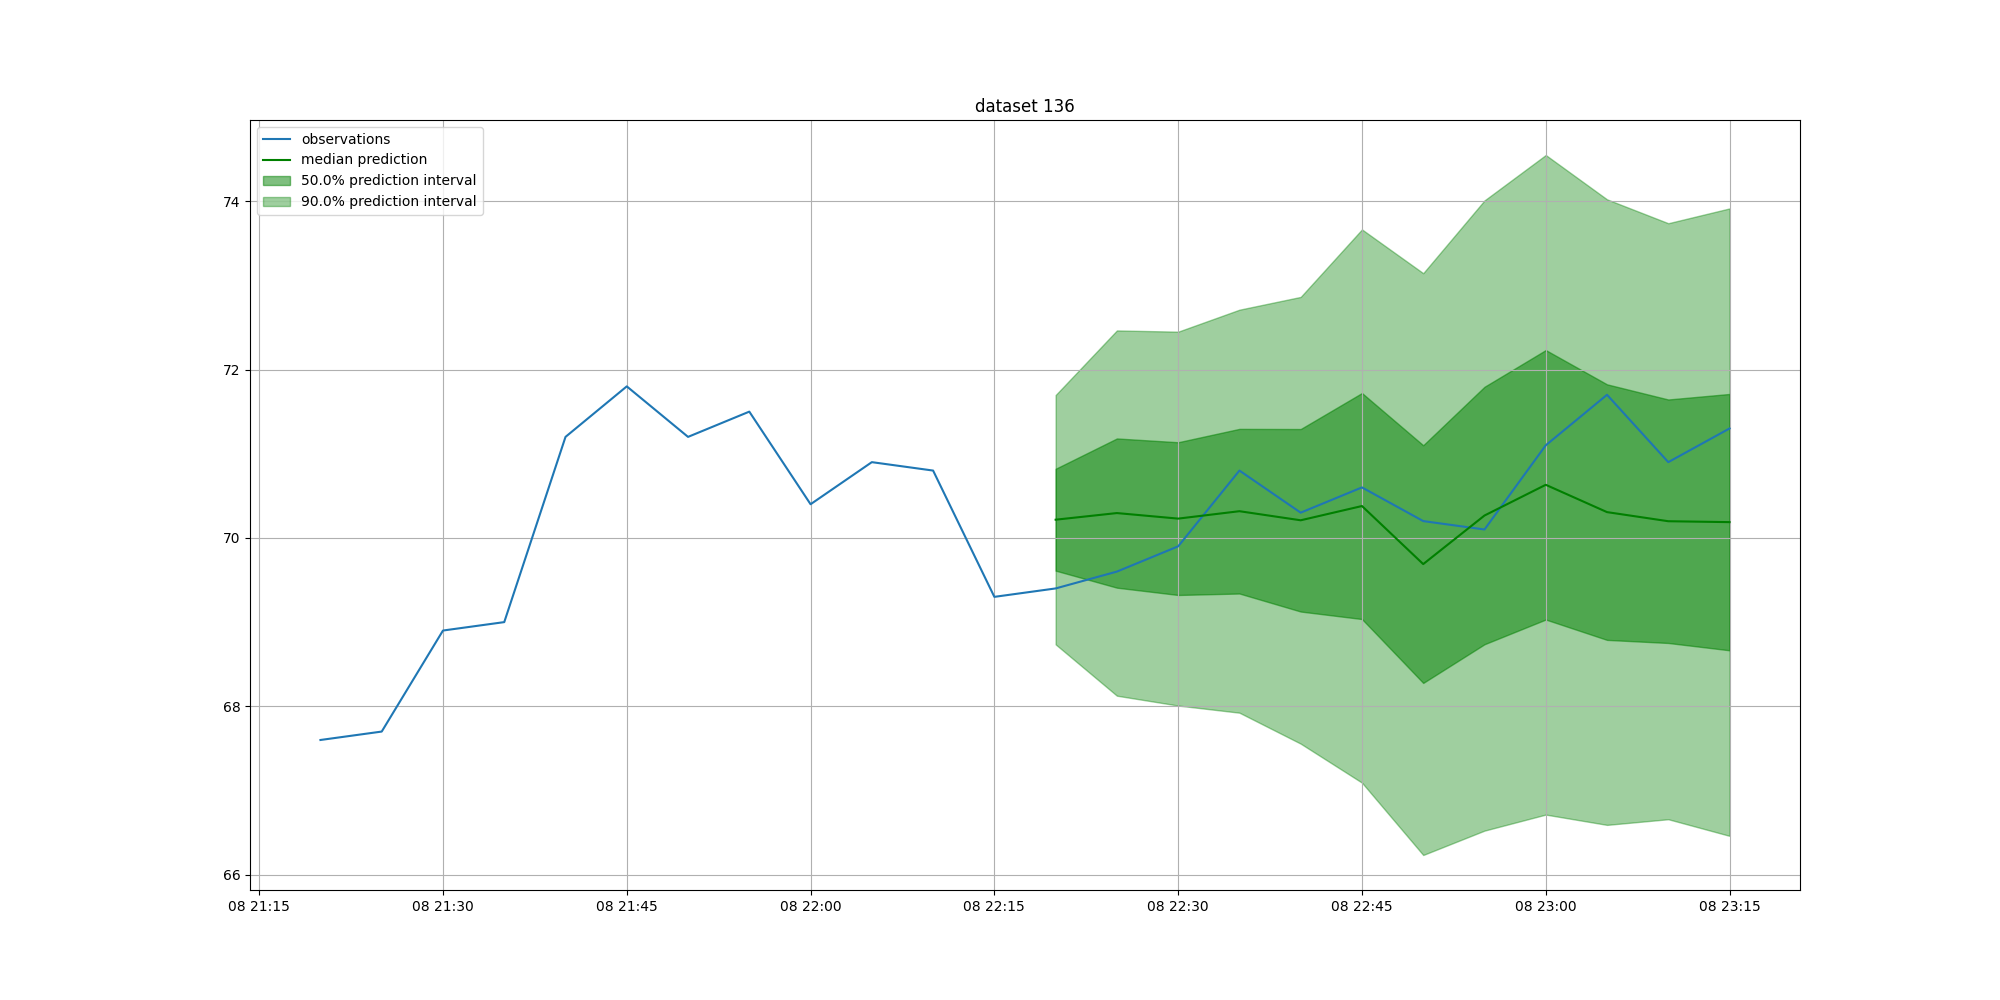 dataset 136
observations
median prediction
50.0% prediction interval
90.0% prediction interval
74
72
70
68
66
08 21:15 08 21:30 08 21:45 08 22:00 08 22:15 08 22:30 08 22:45 08 23:00 08 23:15